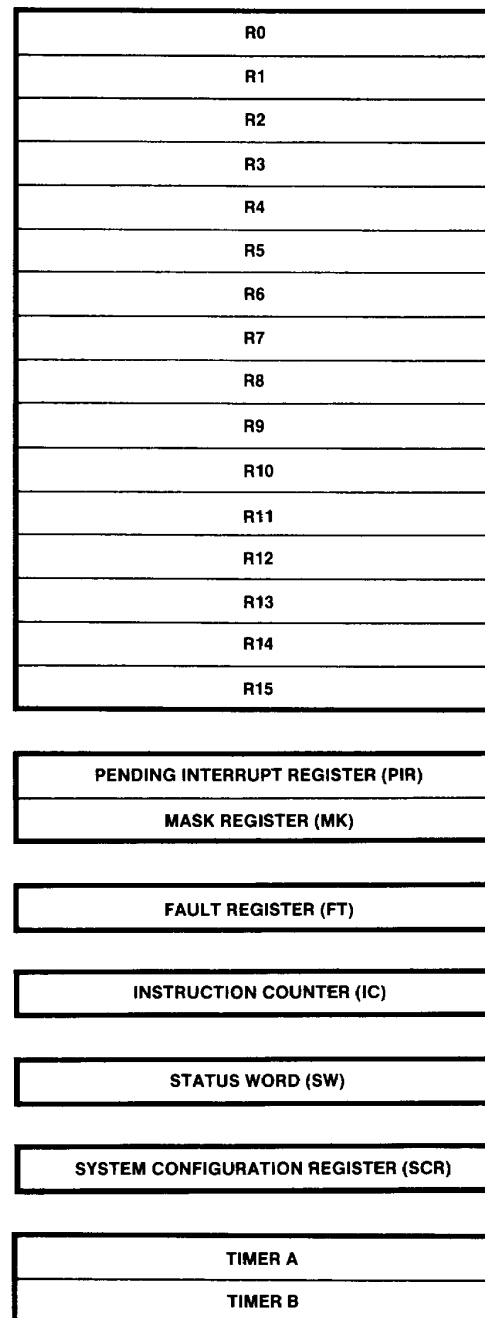 R0
R1
R2
R3
R4
R5
R6
R7
R8
R9
R10
R11
R12
R13
R14
R15
PENDING INTERRUPT REGISTER (PIR)
MASK REGISTER (MK)
FAULT REGISTER (FT)
INSTRUCTION COUNTER (IC)
STATUS WORD (SW)
SYSTEM CONFIGURATION REGISTER (SCR)
TIMER A
TIMER B